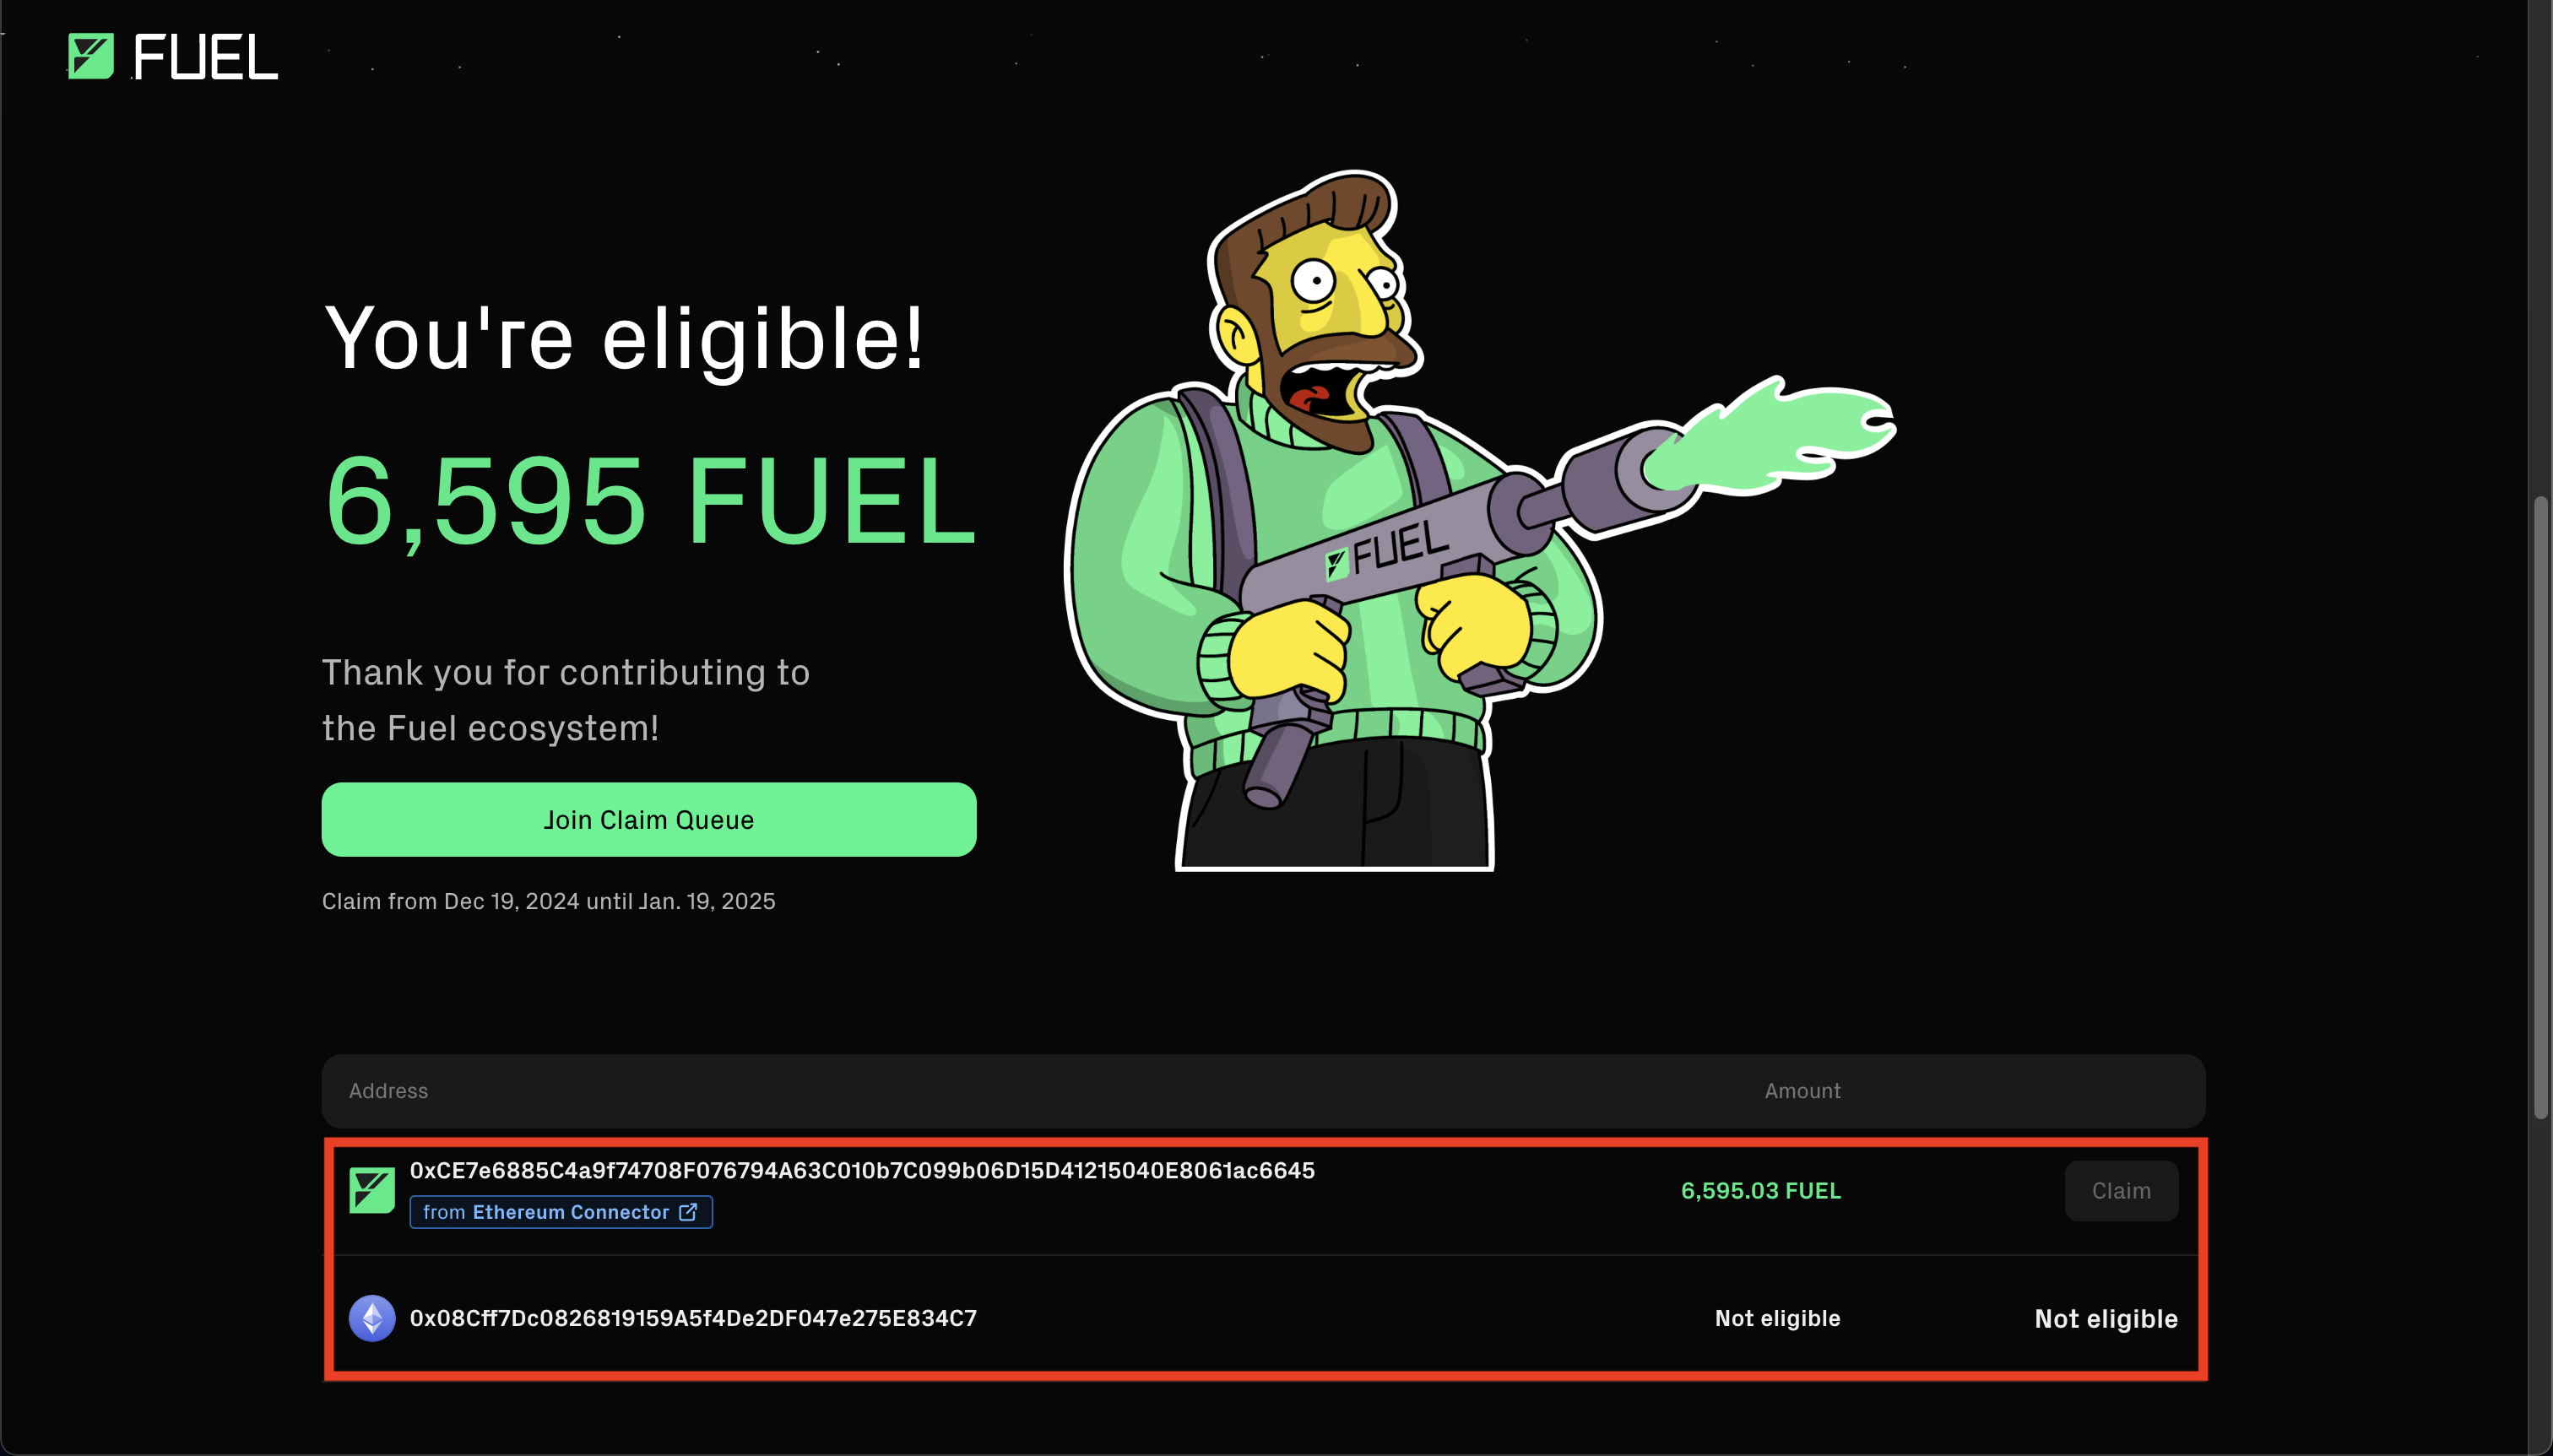 FUEL
You're eligible!
6,595 FUEL
FUEL
Thank you for contributing to
the Fuel ecosystem!
Join Claim Queue
Claim from Dec 19, 2024 until Jan. 19, 2025
Address Amount
0xCE7e6885C4a9f74708F076794A63C010b7C099b06D15D41215040E8061ac6645
from Ethereum Connector
6,595.03 FUEL Claim
0x08Cff7Dc0826819159A5f4De2DF047e275E834C7 Not eligible Not eligible